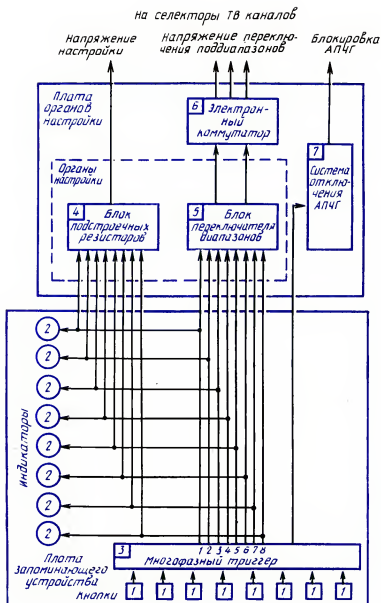 На селекторы ТВ каналов
Напряжение
настройки
Напряжение переклю-
чения поддиапазонов
Блокировка
АПЧГ
Плата
органов
настройки
6
Электрон-
ный
коммутатор
7
Система
отклю-
чения
АПЧГ
Органы
настройки
4
Блок
подстроечных
резисторов
5
Блок
переключателя
диапазонов
Индикаторы
2
2
2
2
2
2
2
2
1 2 3 4 5 6 7 8
3
Многофазный триггер
Плата
запоминающего
устройства
Кнопки
1 1 1 1 1 1 1 1